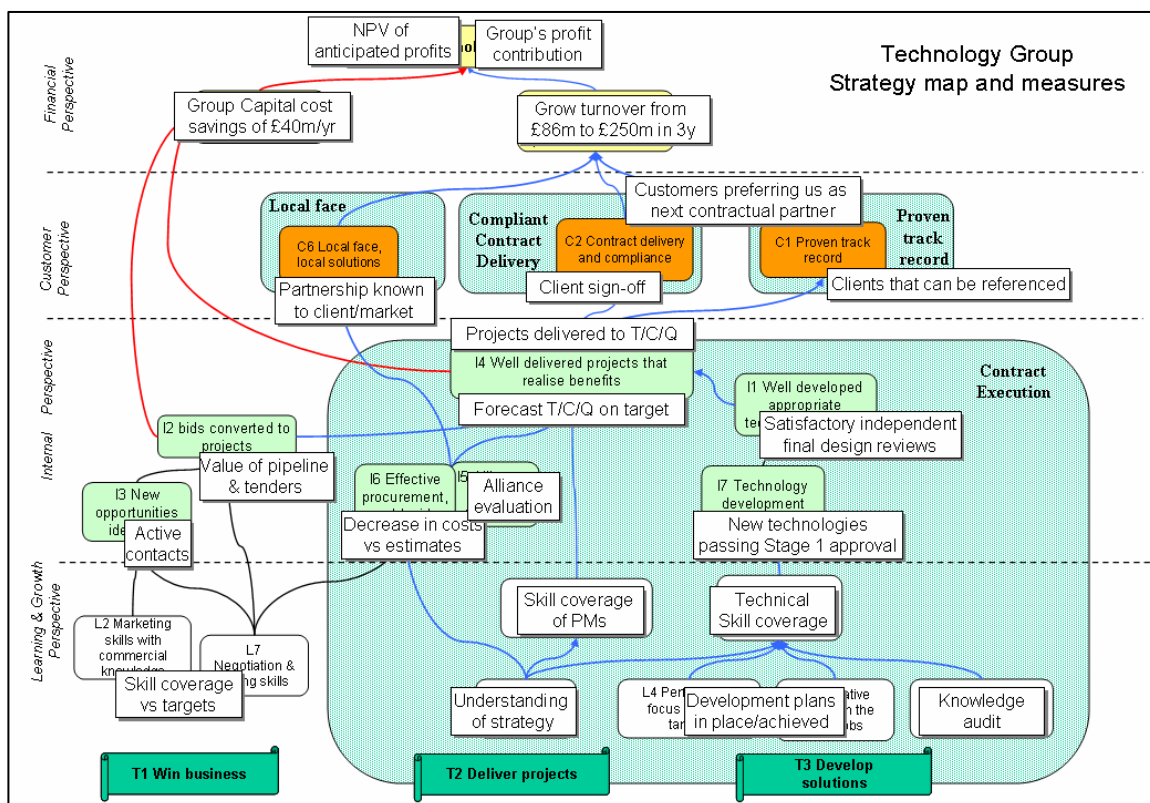 Technology Group
Strategy map and measures
Financial
Perspective
NPV of
anticipated profits
Group's profit
contribution
Group Capital cost
savings of £40m/yr
Grow turnover from
£86m to £250m in 3y
Customer
Perspective
Local face
C6 Local face,
local solutions
Partnership known
to client/market
Compliant
Contract
Delivery
C2 Contract delivery
and compliance
Client sign-off
Customers preferring us as
next contractual partner
Proven
track
record
C1 Proven track
record
Clients that can be referenced
Internal
Perspective
Projects delivered to T/C/Q
I4 Well delivered projects that
realise benefits
Forecast T/C/Q on target
Contract
Execution
I1 Well developed
appropriate
Satisfactory independent
final design reviews
I2 bids converted to
projects
Value of pipeline
& tenders
I3 New
opportunities
Active
contacts
I6 Effective
procurement,
Decrease in costs
vs estimates
Alliance
evaluation
I7 Technology
development
New technologies
passing Stage 1 approval
Learning & Growth
Perspective
L2 Marketing
skills with
commercial
Skill coverage
vs targets
L7
Negotiation &
skills
Skill coverage
of PMs
Technical
Skill coverage
Understanding
of strategy
L4
focus
Development plans
in place/achieved
Knowledge
audit
T1 Win business
T2 Deliver projects
T3 Develop
solutions